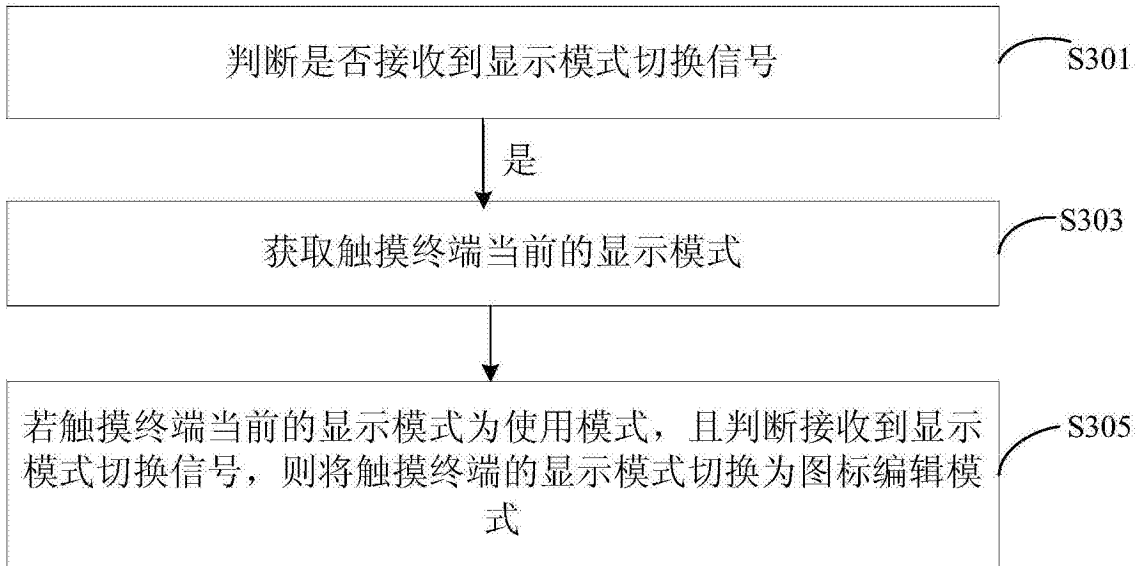 判断是否接收到显示模式切换信号
S301
是
获取触摸终端当前的显示模式
S303
若触摸终端当前的显示模式为使用模式，且判断接收到显示
模式切换信号，则将触摸终端的显示模式切换为图标编辑模
式
S305